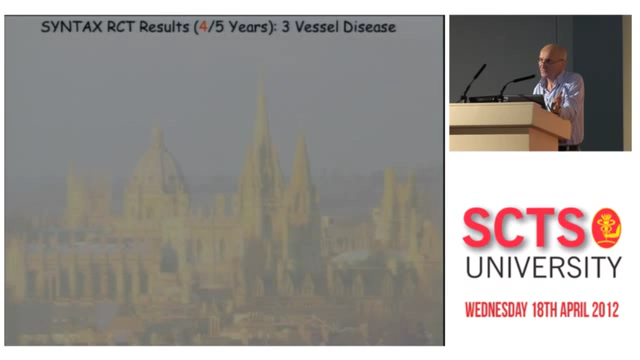 SYNTAX RCT Results (4/5 Years): 3 Vessel Disease
SCTS
UNIVERSITY
WEDNESDAY 18TH APRIL 2012